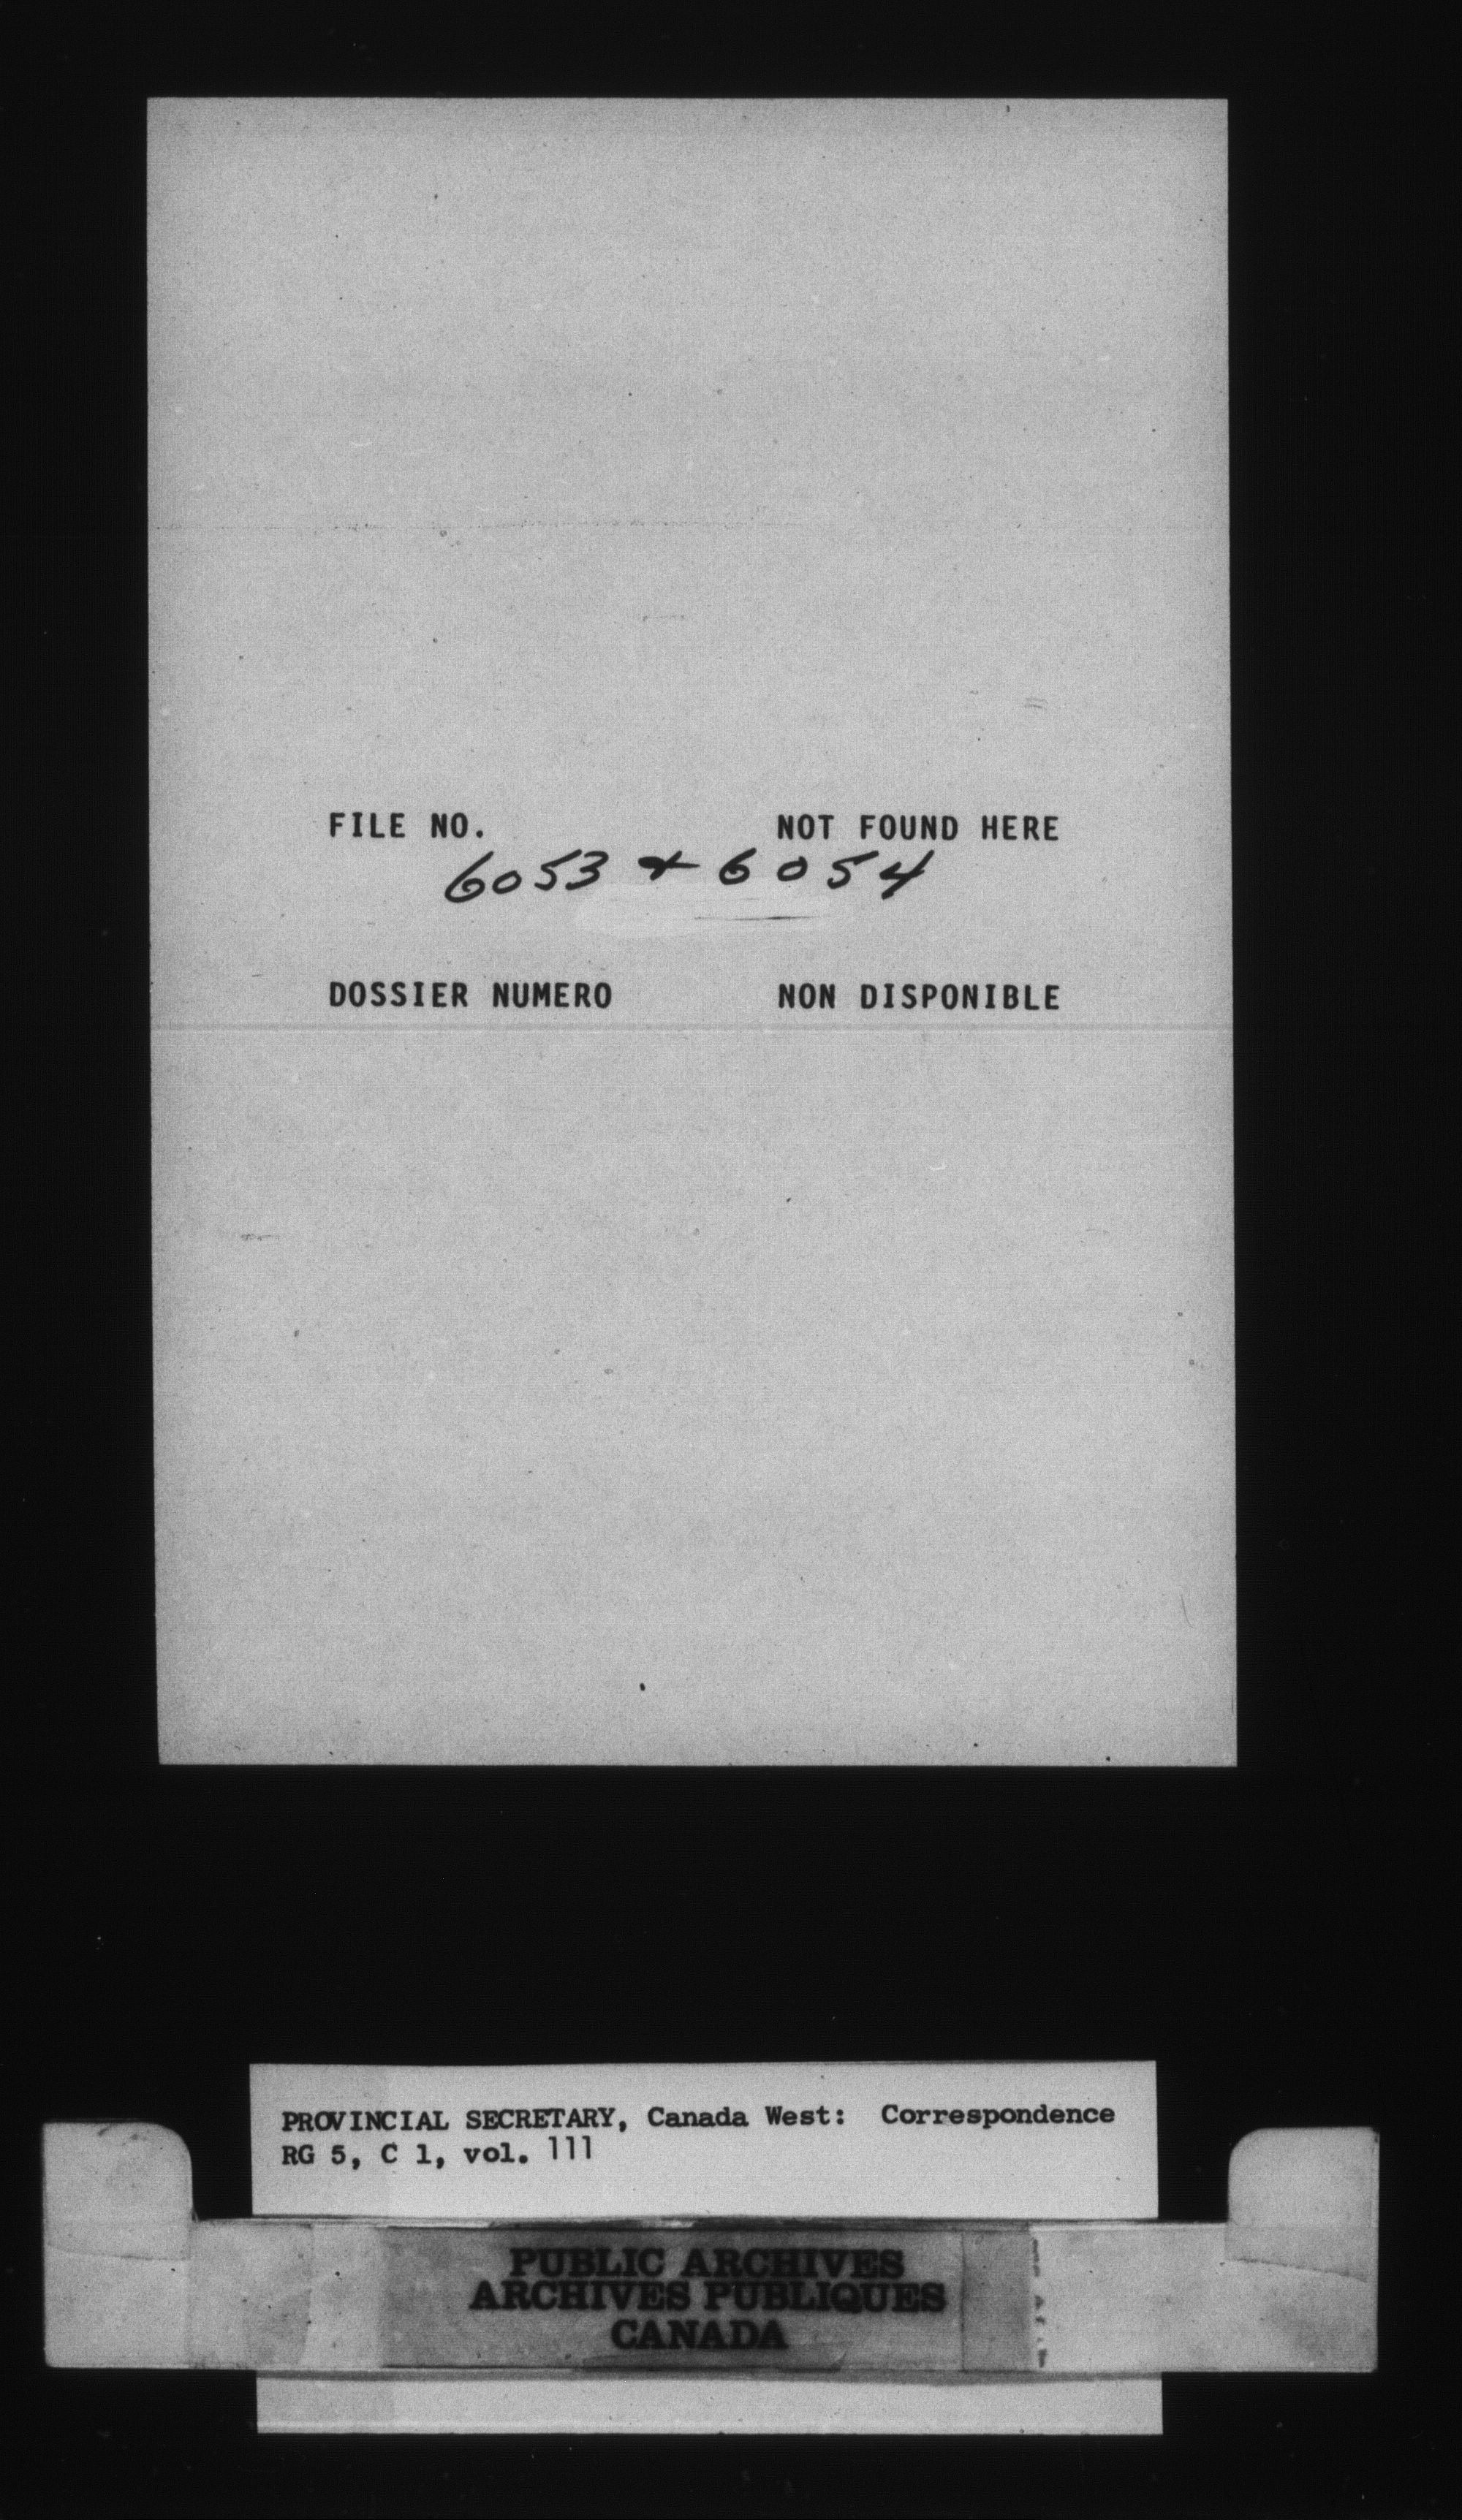 FILE NO. NOT FOUND HERE
6053 + 6054
DOSSIER NUMERO NON DISPONIBLE
PROVINCIAL SECRETARY, Canada West: Correspondence
RG 5, C 1, vol. 111
PUBLIC ARCHIVES
ARCHIVES PUBLIQUES
CANADA